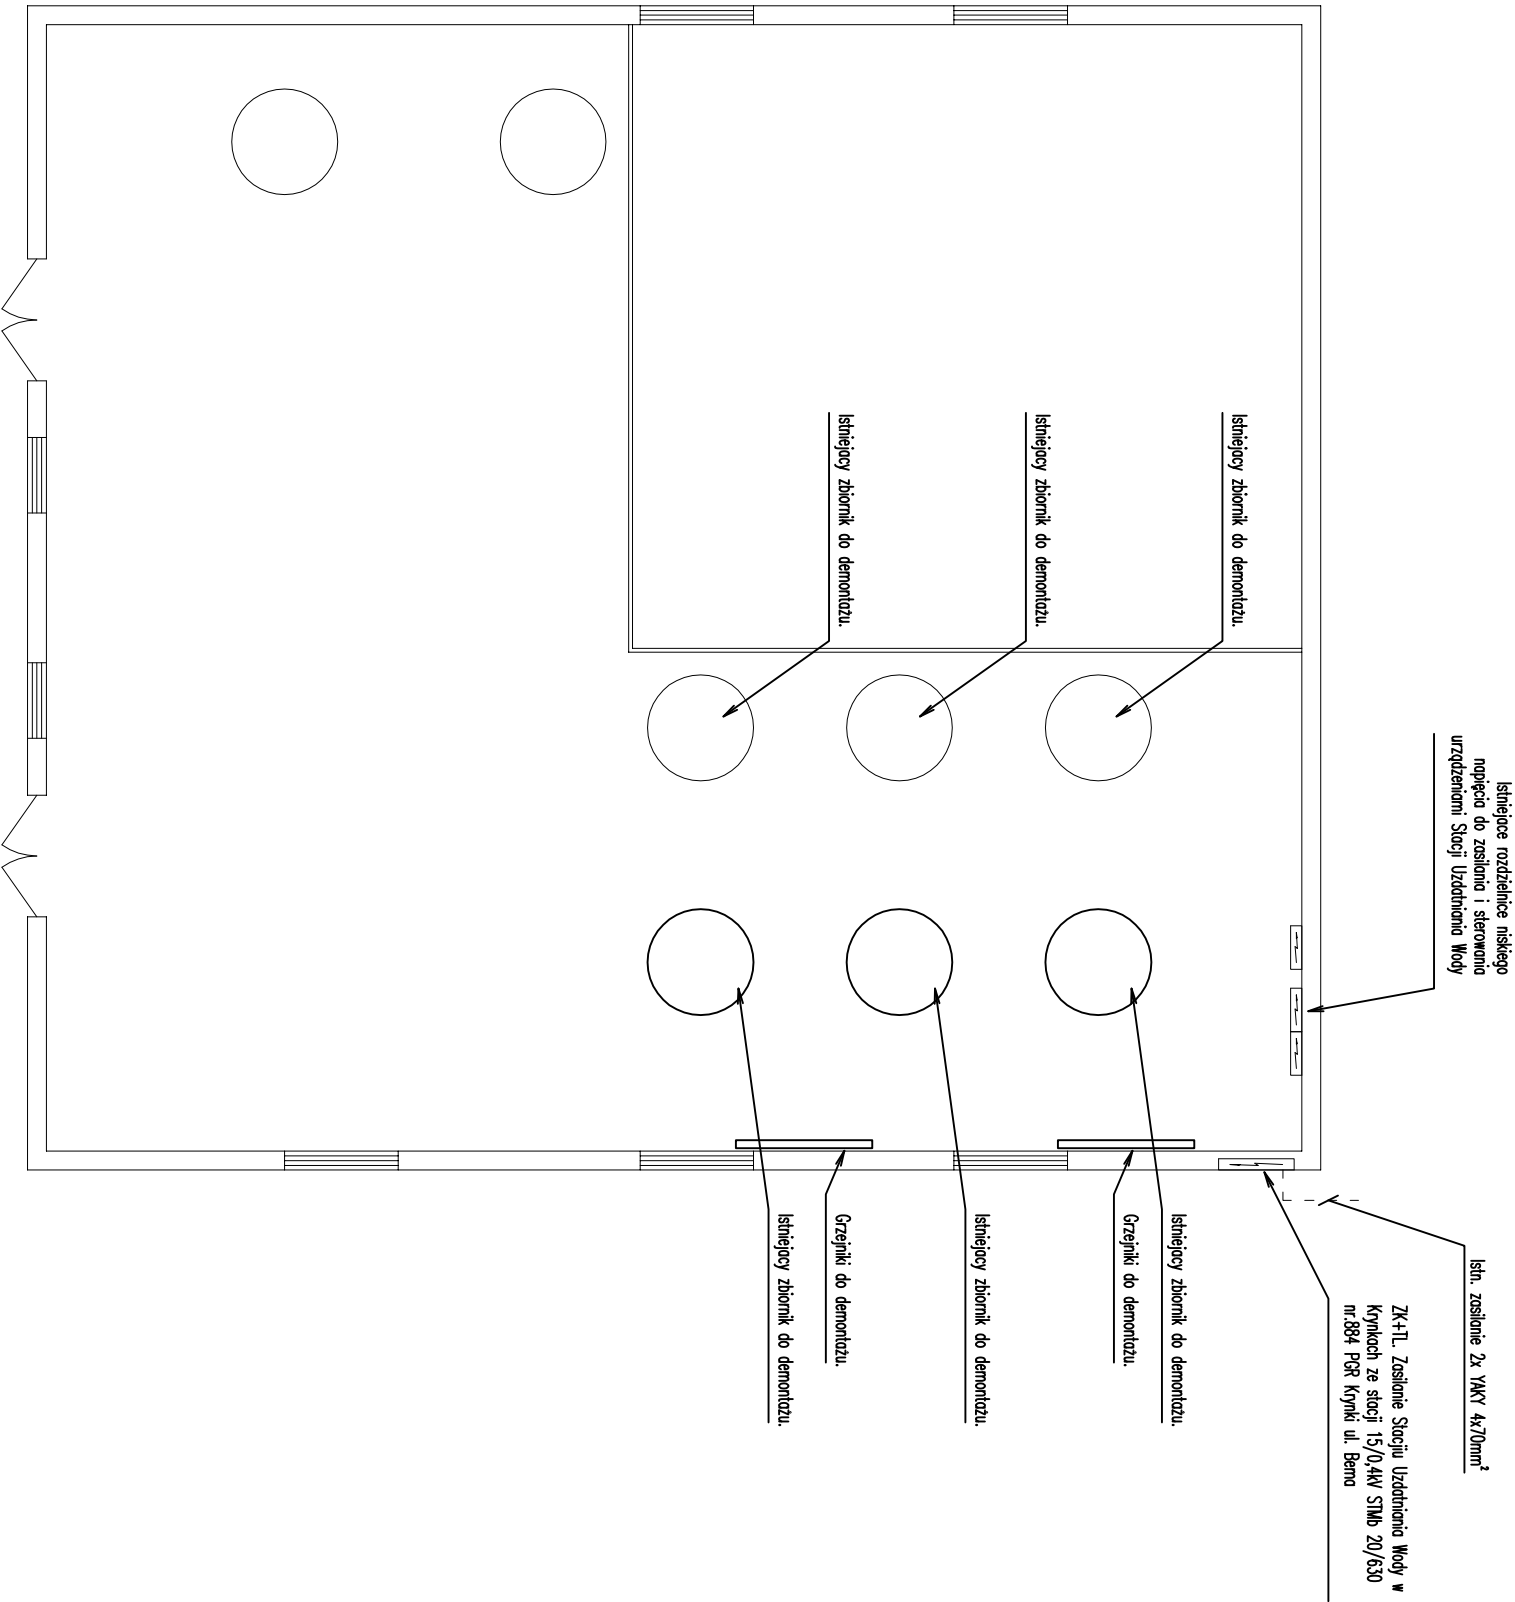 Istniejące rozdzielnice niskiego
napięcia do zasilania i sterowania
urządzeniami Stacji Uzdatniania Wody
Istn. zasilanie 2x YAKY 4x70mm²
ZK+TL. Zasilanie Stacjiu Uzdatniania Wody w
Krynkach ze stacji 15/0,4kV STMb 20/630
nr.884 PGR Krynki ul. Bema
Istniejący zbiornik do demontażu.
Istniejący zbiornik do demontażu.
Istniejący zbiornik do demontażu.
Istniejący zbiornik do demontażu.
Grzejniki do demontażu.
Istniejący zbiornik do demontażu.
Grzejniki do demontażu.
Istniejący zbiornik do demontażu.